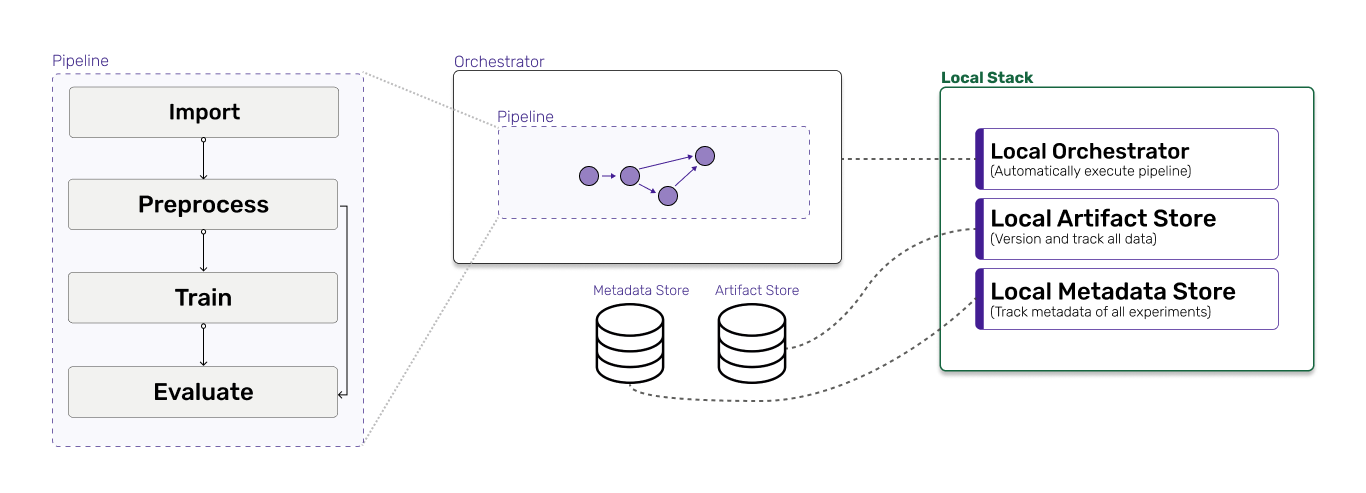 Pipeline
Import
Preprocess
Train
Evaluate
Orchestrator
Pipeline
Metadata Store
Artifact Store
Local Stack
Local Orchestrator
(Automatically execute pipeline)
Local Artifact Store
(Version and track all data)
Local Metadata Store
(Track metadata of all experiments)